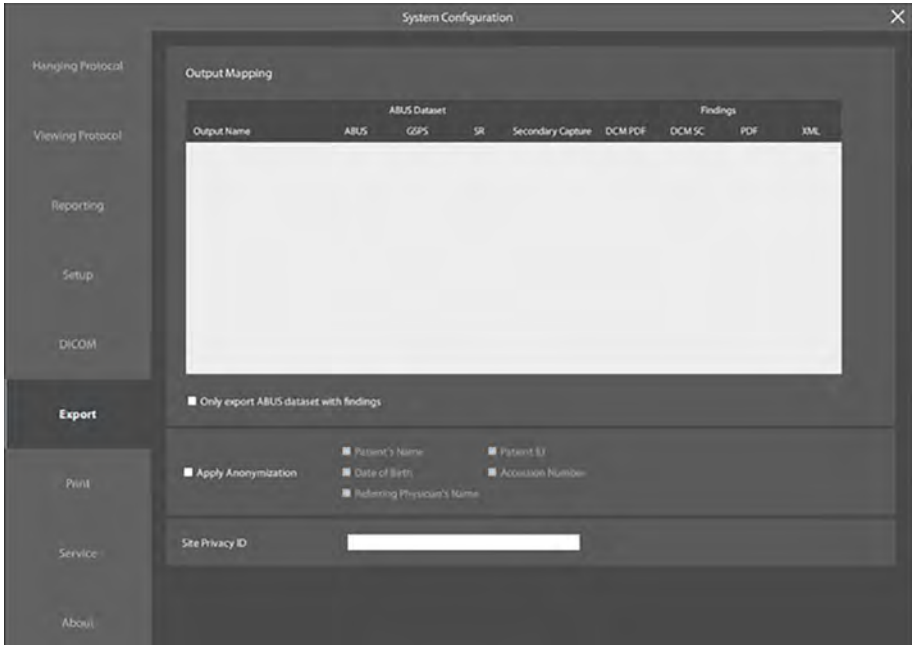 System Configuration
Hanging Protocol
Viewing Protocol
Reporting
Setup
DICOM
Export
Print
Service
About
Output Mapping
ABUS Dataset Findings
Output Name ABUS GSPS SR Secondary Capture DCM PDF DCM SC PDF XML
Only export ABUS dataset with findings
Apply Anonymization
Patient's Name Patient ID
Date of Birth Accession Number
Referring Physician's Name
Site Privacy ID